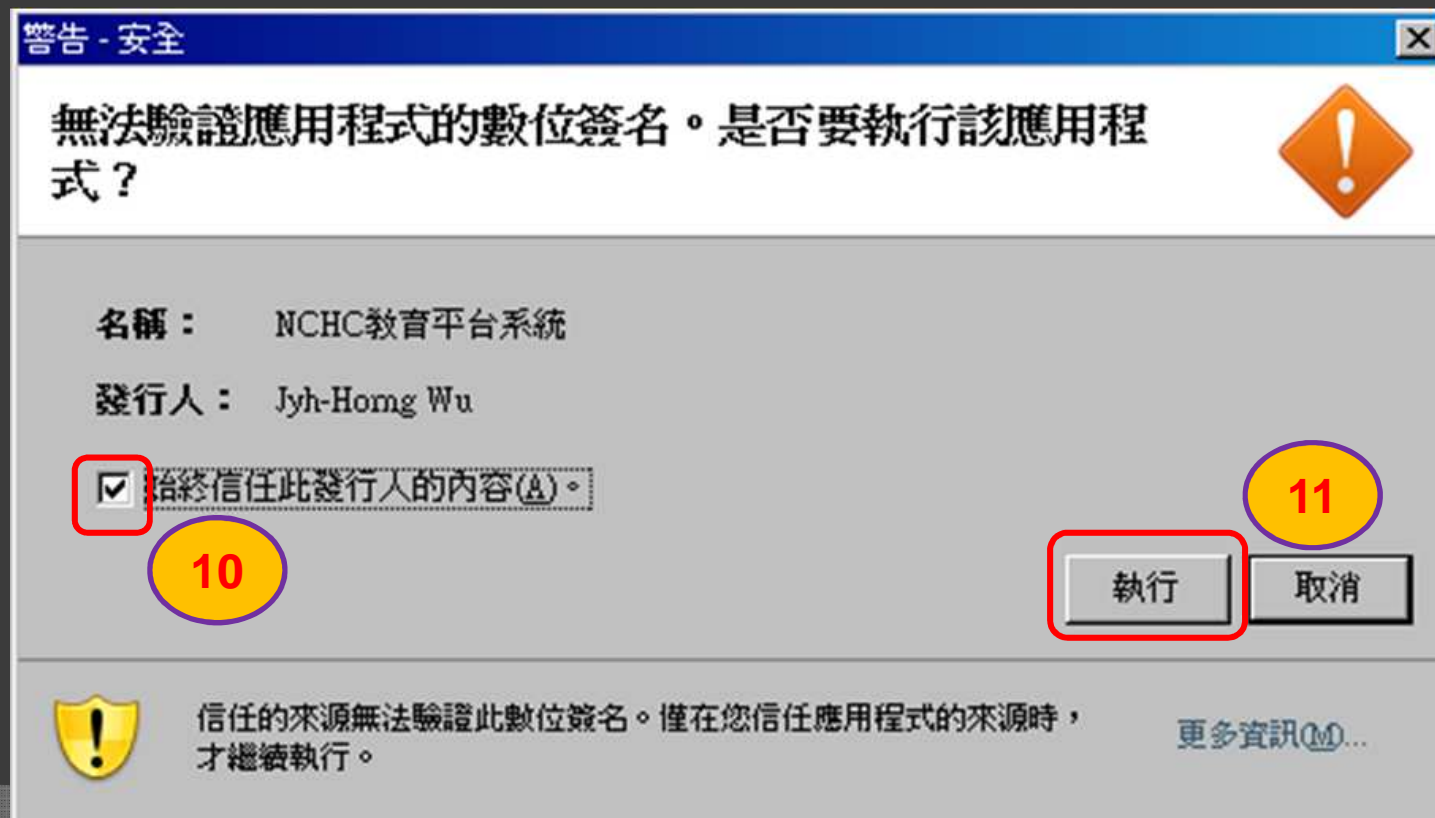 警告 - 安全
無法驗證應用程式的數位簽名。是否要執行該應用程
式？
名稱： NCHC教育平台系統
發行人： Jyh-Horng Wu
始終信任此發行人的內容(A)。
10
11
執行 取消
信任的來源無法驗證此數位簽名。僅在您信任應用程式的來源時，
才繼續執行。
更多資訊(M)...